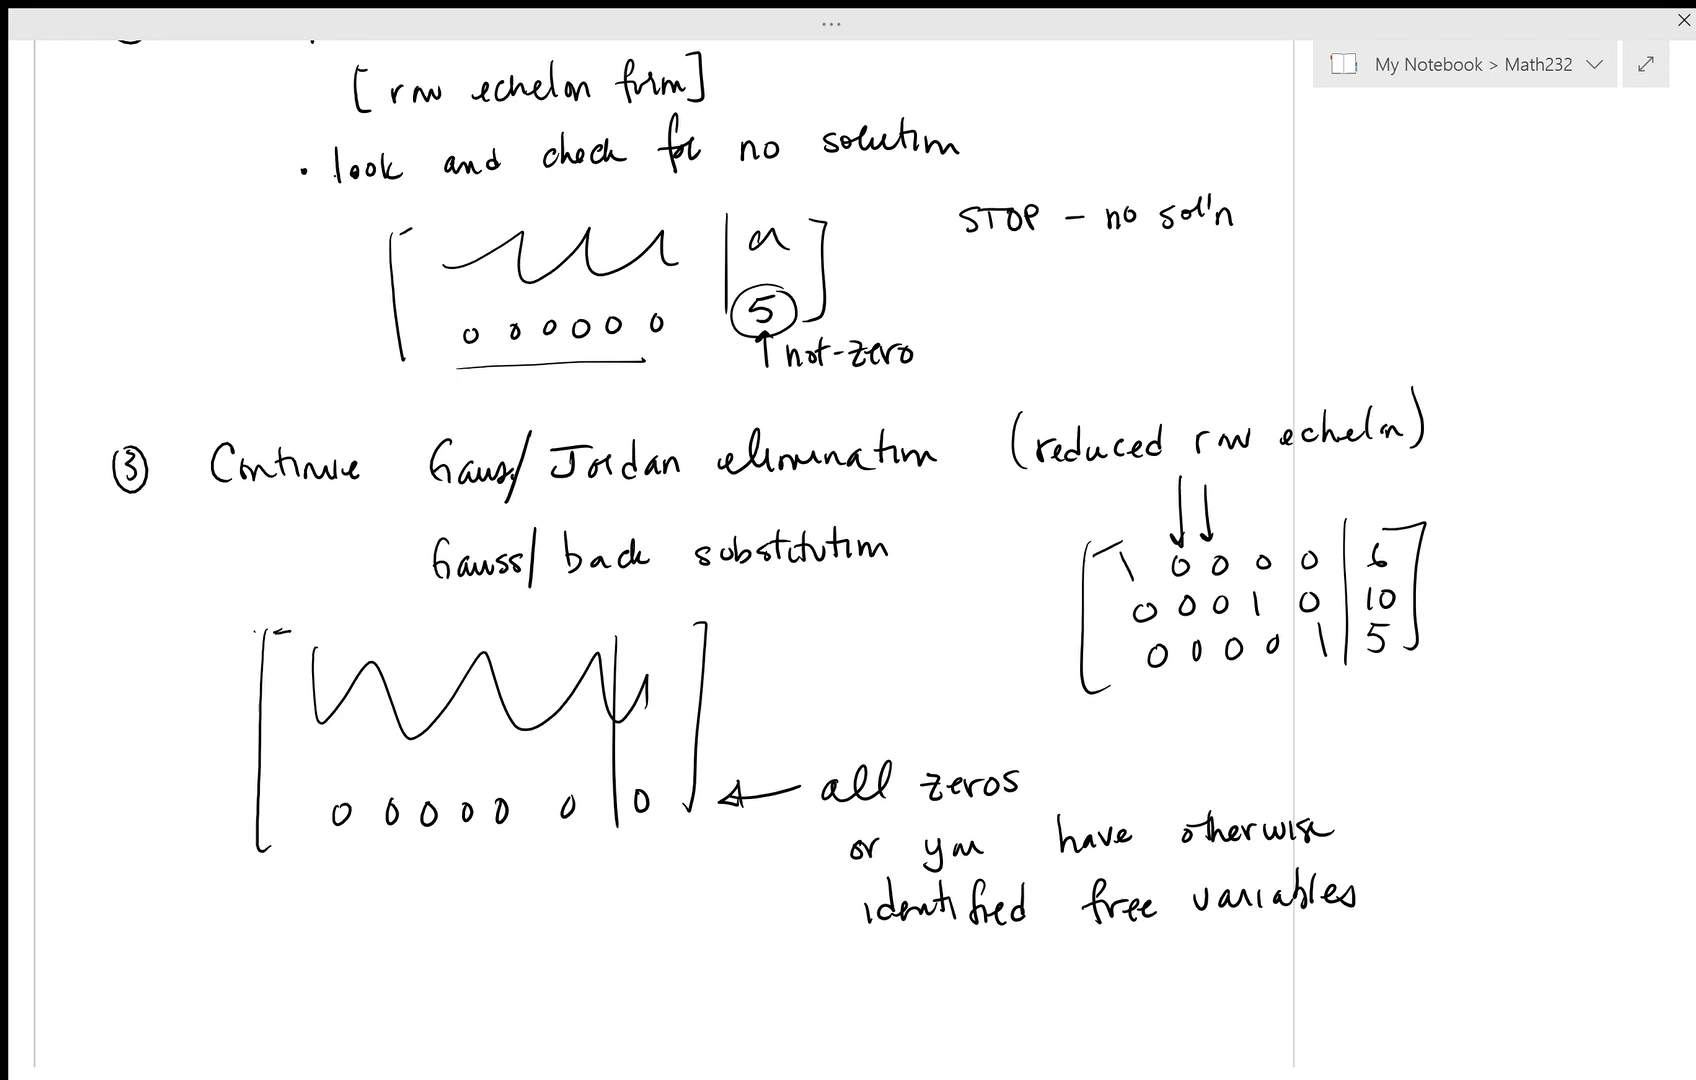 ...
My Notebook > Math232
[row echelon form]
• look and check for no solution
STOP - no sol'n
a
0 0 0 0 0 0 5
↑ not-zero
③ Continue Gauss/Jordan elimination (reduced row echelon)
Gauss/back substitution
1 0 0 0 0 | 6
0 0 0 1 0 | 10
0 0 0 0 1 | 5
0 0 0 0 0 0 | 0 ← all zeros
or you have otherwise
identified free variables